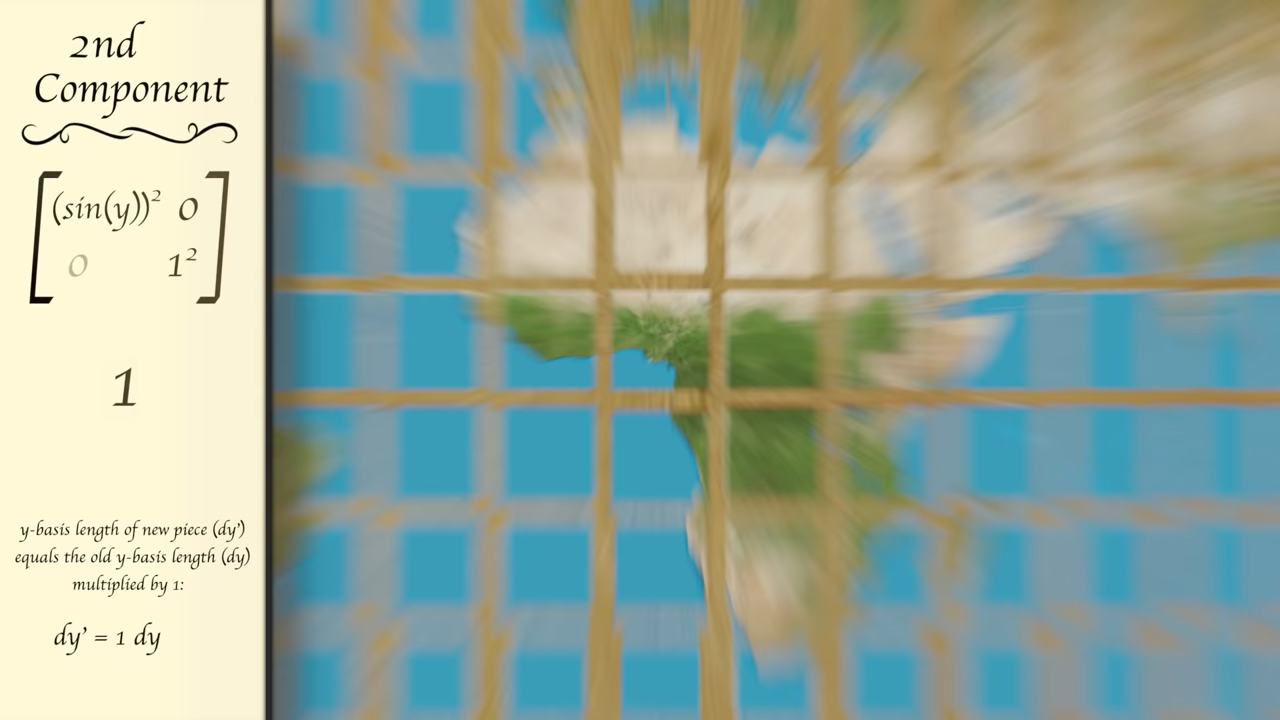 2nd
Component
(sin(y))² 0
0 1²
1
y-basis length of new piece (dy')
equals the old y-basis length (dy)
multiplied by 1:
dy' = 1 dy